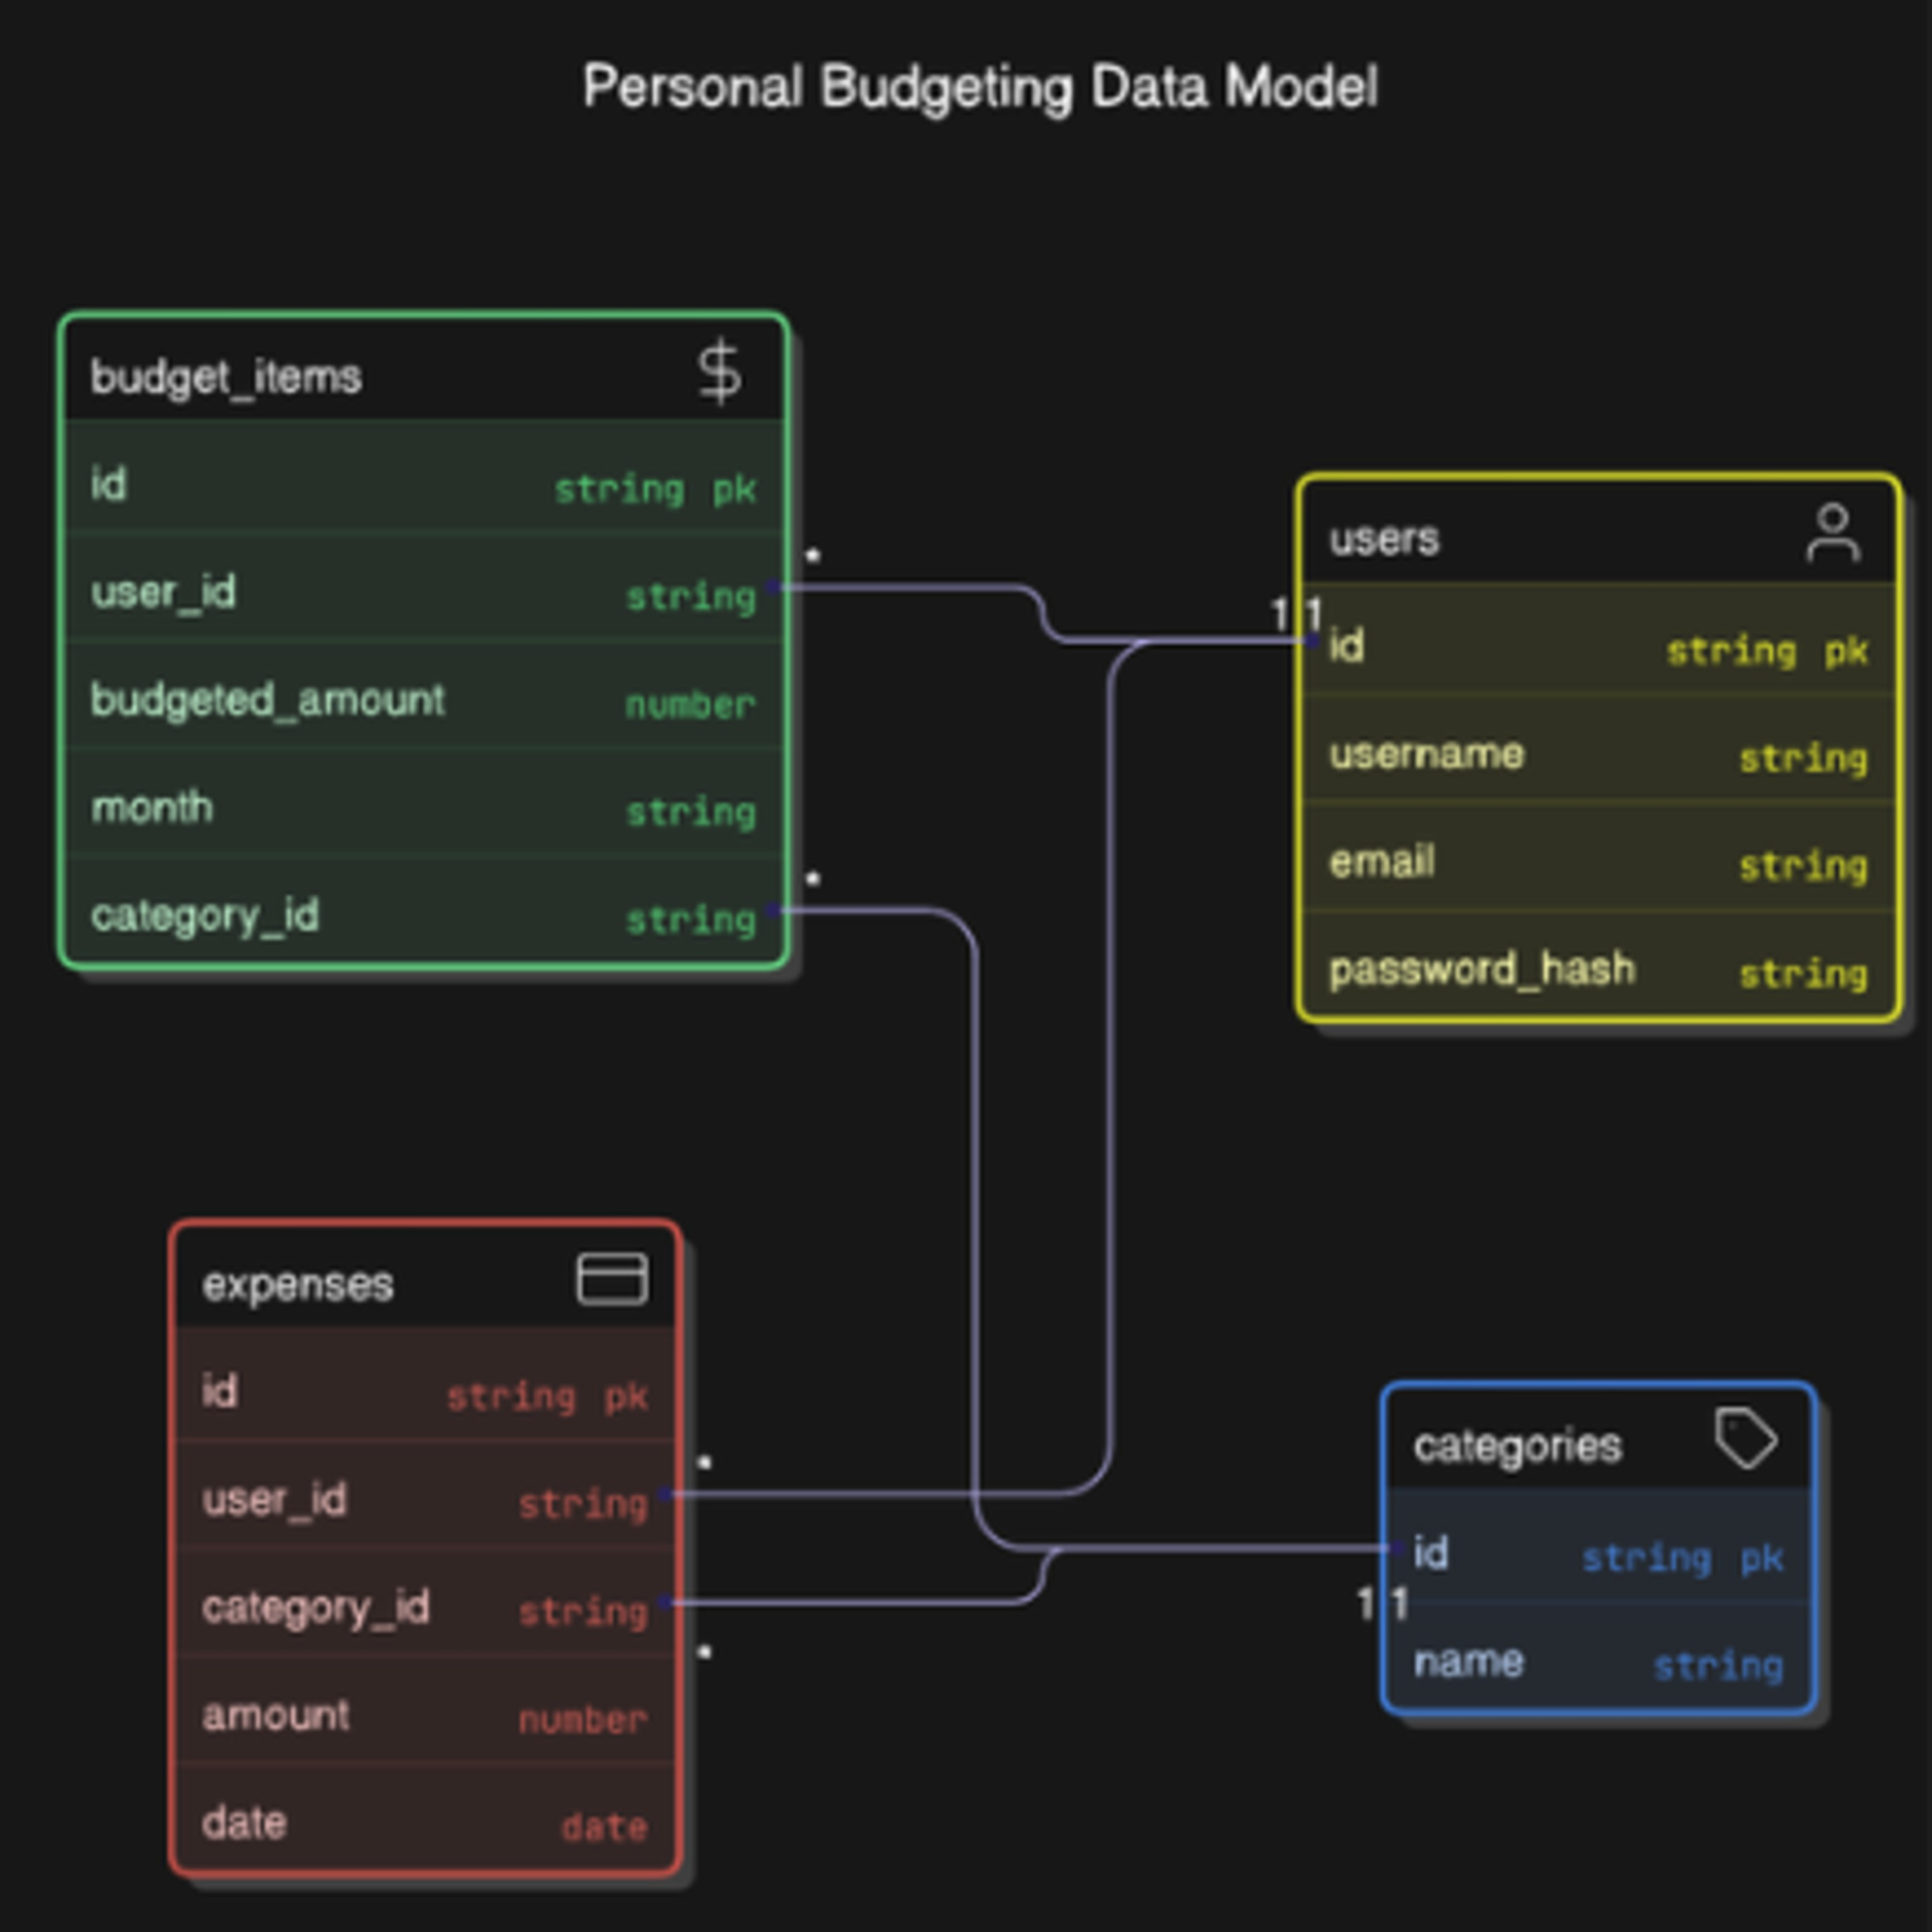 Personal Budgeting Data Model
budget_items $
id string pk
user_id string
budgeted_amount number
month string
category_id string
users
1 1
id string pk
username string
email string
password_hash string
expenses
id string pk
user_id string
category_id string
amount number
date date
categories
id string pk
1 1
name string